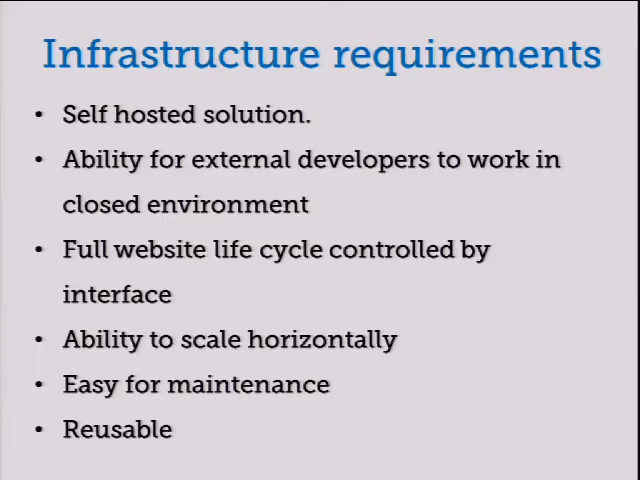 Infrastructure requirements
• Self hosted solution.
• Ability for external developers to work in
closed environment
• Full website life cycle controlled by
interface
• Ability to scale horizontally
• Easy for maintenance
• Reusable